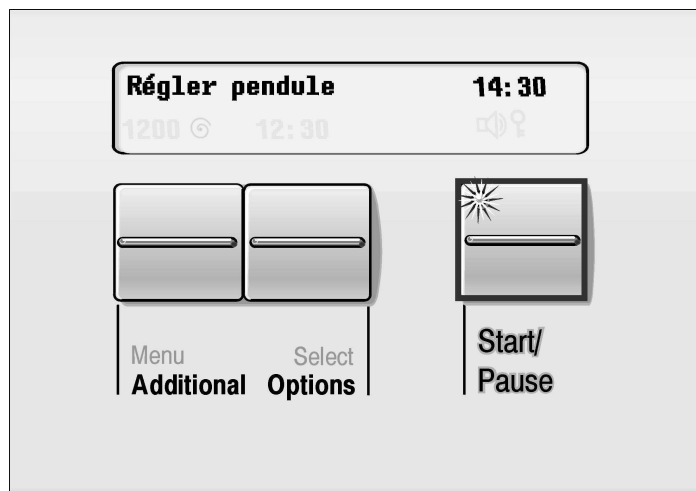 Régler pendule 14:30
1200 12:30
Menu Select
Additional Options
Start/
Pause